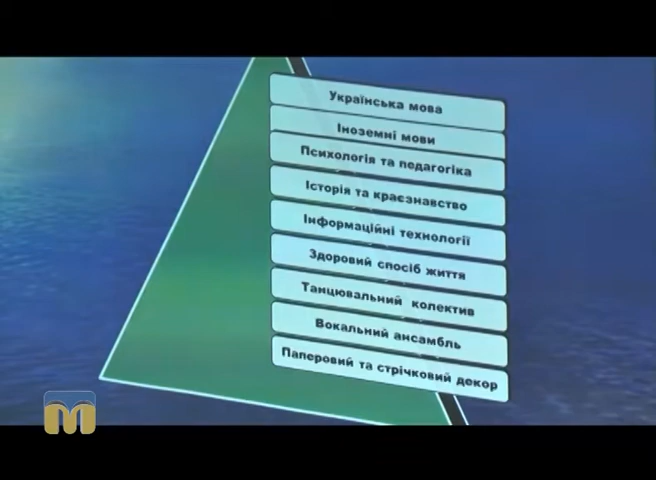 Українська мова
Іноземні мови
Психологія та педагогіка
Історія та краєзнавство
Інформаційні технології
Здоровий спосіб життя
Танцювальний колектив
Вокальний ансамбль
Паперовий та стрічковий декор